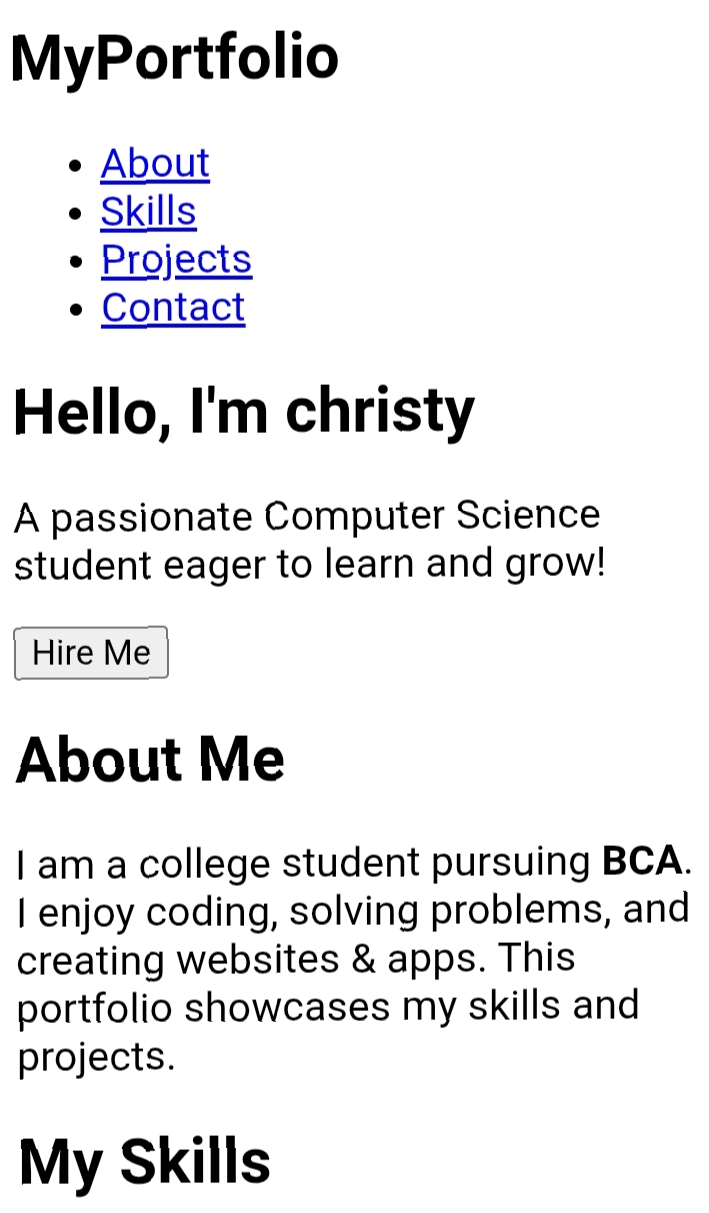 MyPortfolio
About
Skills
Projects
Contact
Hello, I'm christy
A passionate Computer Science
student eager to learn and grow!
Hire Me
About Me
I am a college student pursuing BCA.
I enjoy coding, solving problems, and
creating websites & apps. This
portfolio showcases my skills and
projects.
My Skills